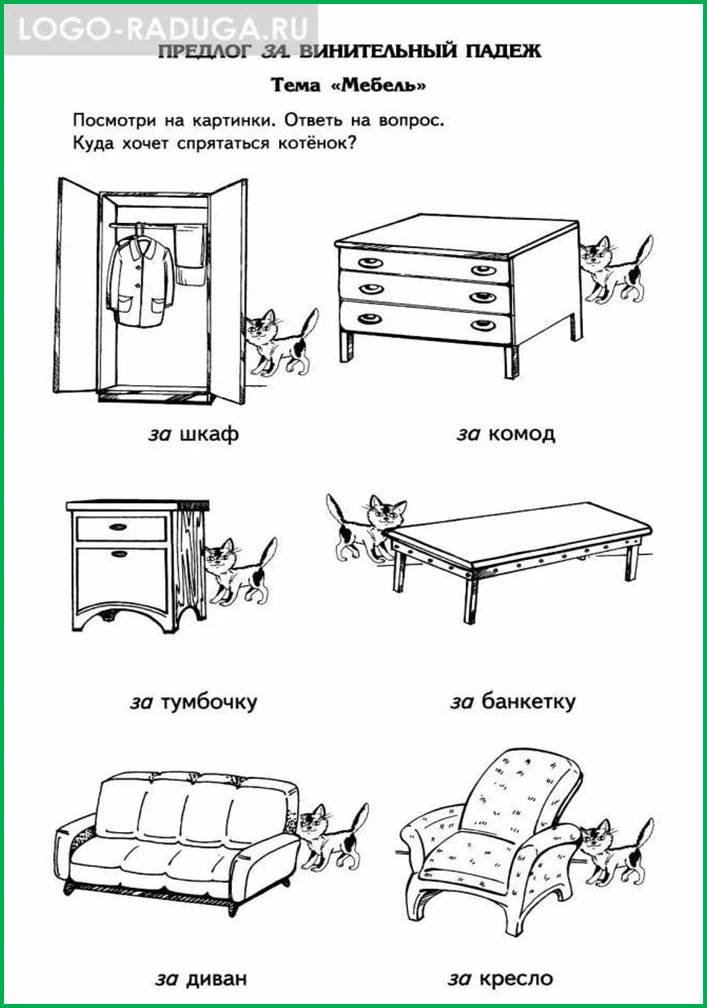 LOGO-RADUGA.RU
ПРЕДЛОГ ЗА. ВИНИТЕЛЬНЫЙ ПАДЕЖ
Тема «Мебель»
Посмотри на картинки. Ответь на вопрос.
Куда хочет спрятаться котёнок?
за шкаф
за комод
за тумбочку
за банкетку
за диван
за кресло